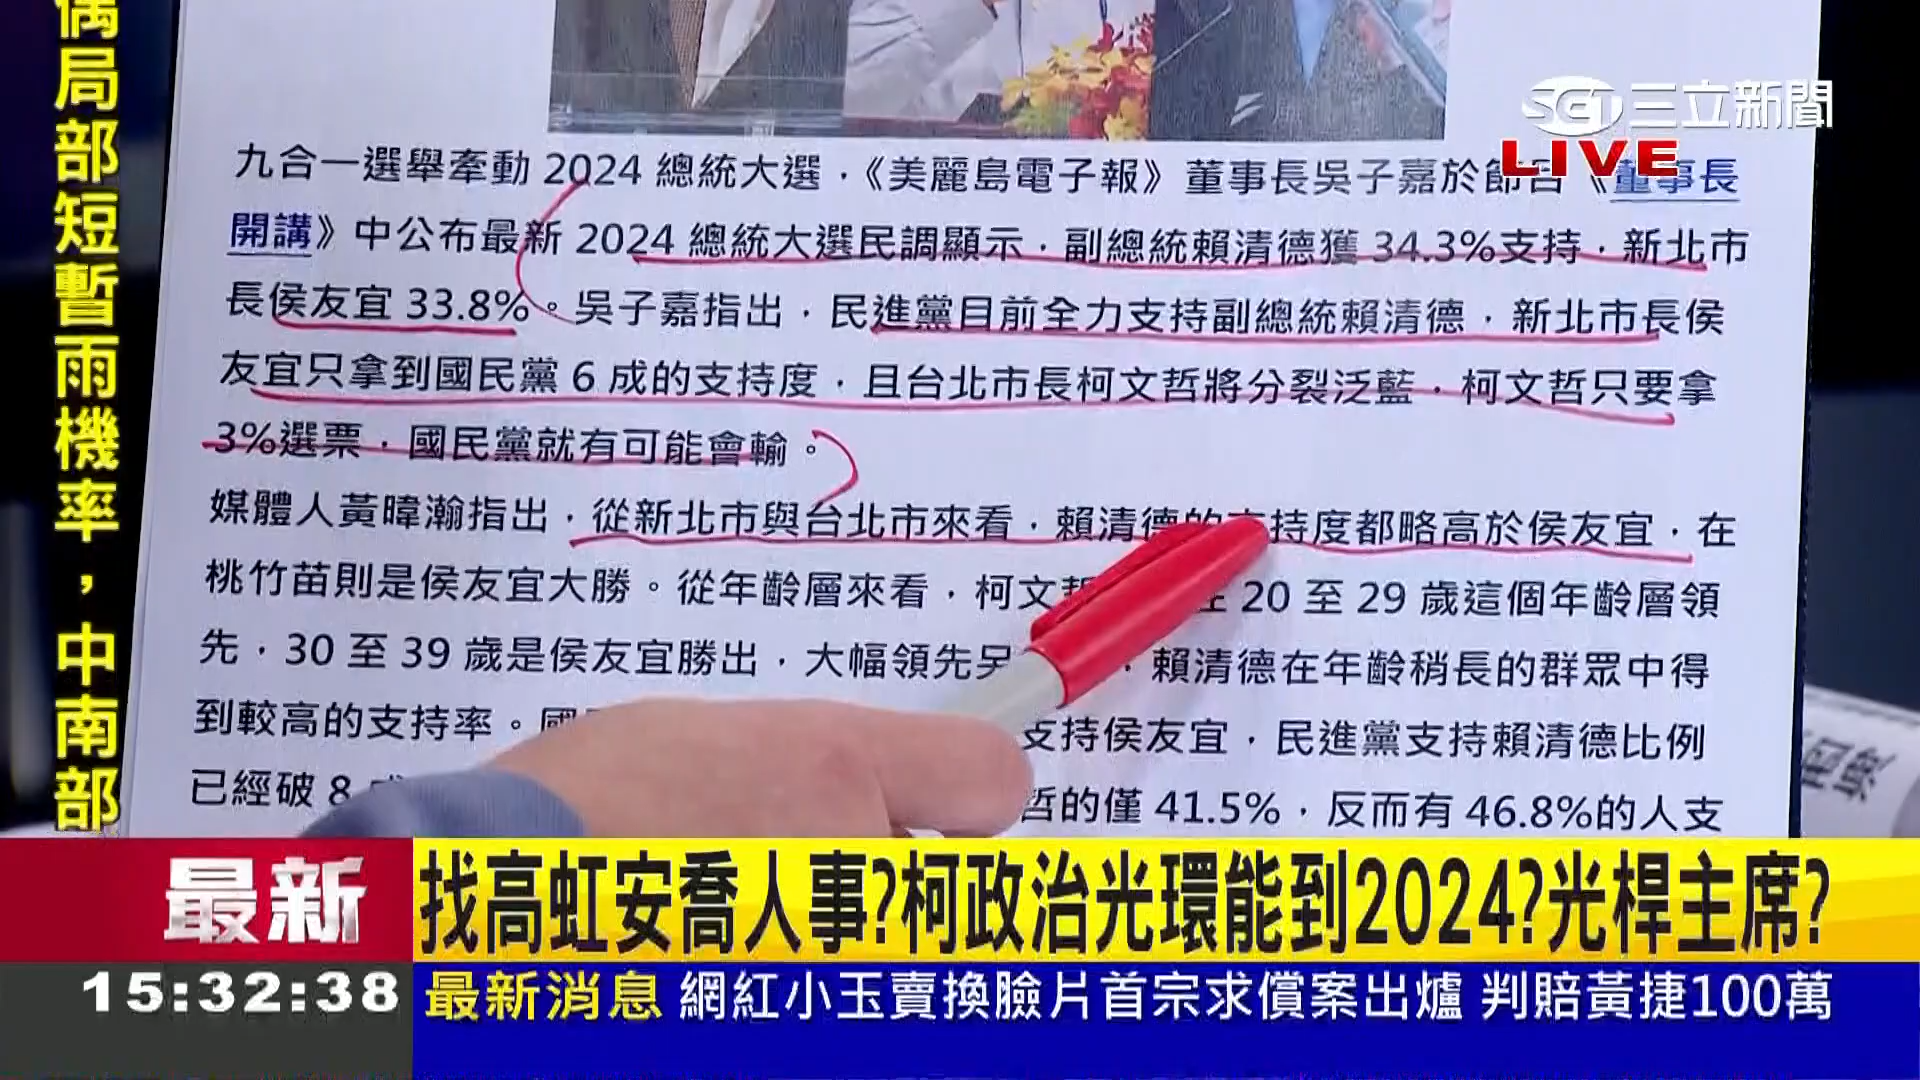 偶局部短暫雨機率，中南部
SET三立新聞
LIVE
九合一選舉牽動 2024 總統大選，《美麗島電子報》董事長吳子嘉於節目《董事長
開講》中公布最新 2024 總統大選民調顯示，副總統賴清德獲 34.3%支持，新北市
長侯友宜 33.8%。吳子嘉指出，民進黨目前全力支持副總統賴清德，新北市長侯
友宜只拿到國民黨 6 成的支持度，且台北市長柯文哲將分裂泛藍，柯文哲只要拿
3%選票，國民黨就有可能會輸。
媒體人黃暐瀚指出，從新北市與台北市來看，賴清德的支持度都略高於侯友宜，在
桃竹苗則是侯友宜大勝。從年齡層來看，柯文哲 20 至 29 歲這個年齡層領
先，30 至 39 歲是侯友宜勝出，大幅領先另 ，賴清德在年齡稍長的群眾中得
到較高的支持率。國 支持侯友宜，民進黨支持賴清德比例
已經破 8 哲的僅 41.5%，反而有 46.8%的人支
最新 找高虹安喬人事?柯政治光環能到2024?光桿主席?
15:32:38 最新消息 網紅小玉賣換臉片首宗求償案出爐 判賠黃捷100萬